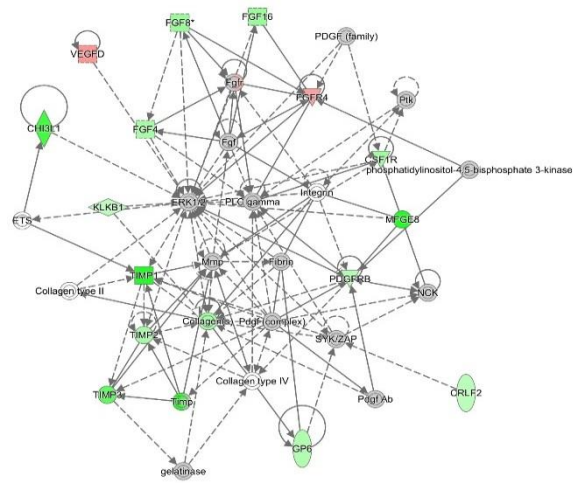 FGF8*
FGF16
PDGF (family)
VEGFD
Fgfr
FGFR4
Ptk
CHI3L1
FGF4
Fgf
CSF1R
phosphatidylinositol-4,5-bisphosphate 3-kinase
Integrin
KLKB1
ERK1/2
PLC gamma
ETS
MFGE8
Mmp
Fibrin
TIMP1
PDGFRB
Collagen type II
NCK
Collagen(s)
Pdgf (complex)
TIMP2
SYK/ZAP
Collagen type IV
TIMP3
Timp
Pdgf Ab
CRLF2
GP6
gelatinase